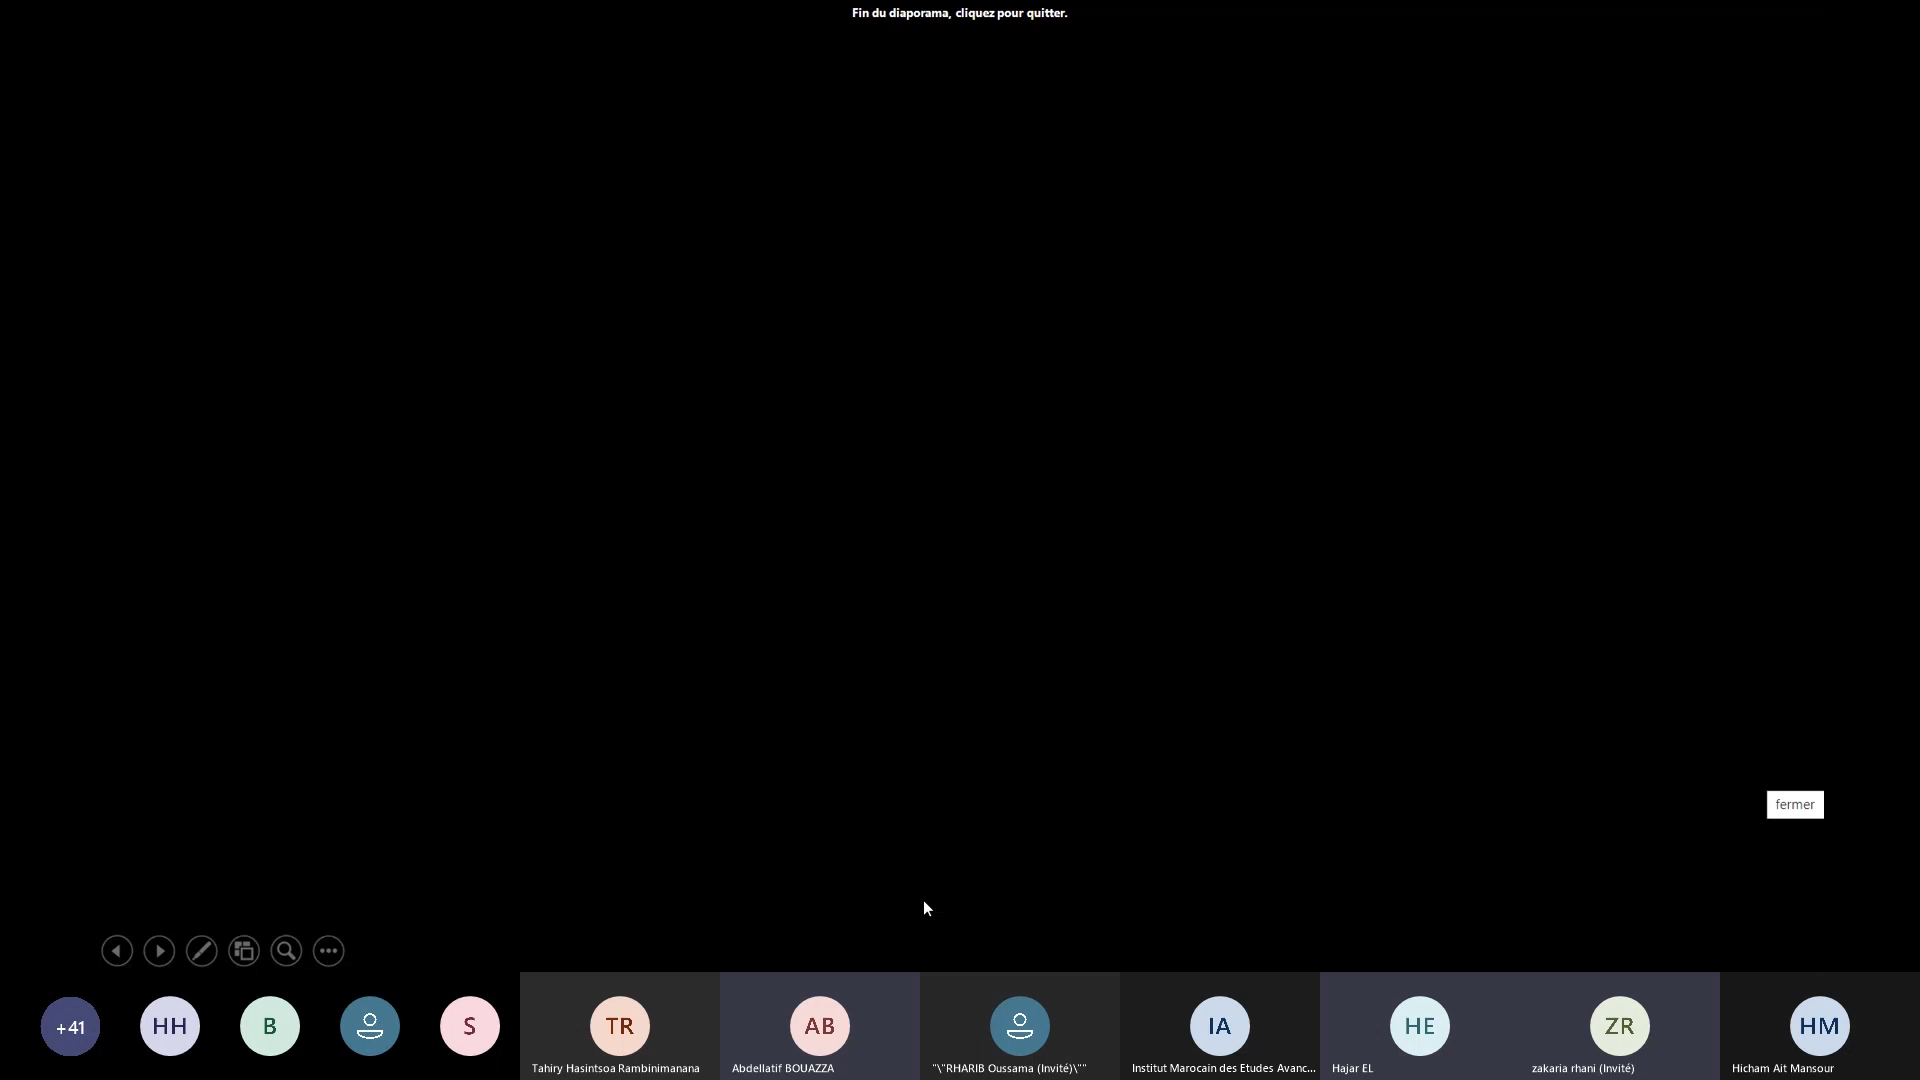 Fin du diaporama, cliquez pour quitter.
fermer
+41
HH
B
S
TR
AB
IA
HE
ZR
HM
Tahiry Hasintsoa Rambinimanana
Abdellatif BOUAZZA
"\"RHARIB Oussama (Invité)\""
Institut Marocain des Etudes Avanc...
Hajar EL
zakaria rhani (Invité)
Hicham Ait Mansour